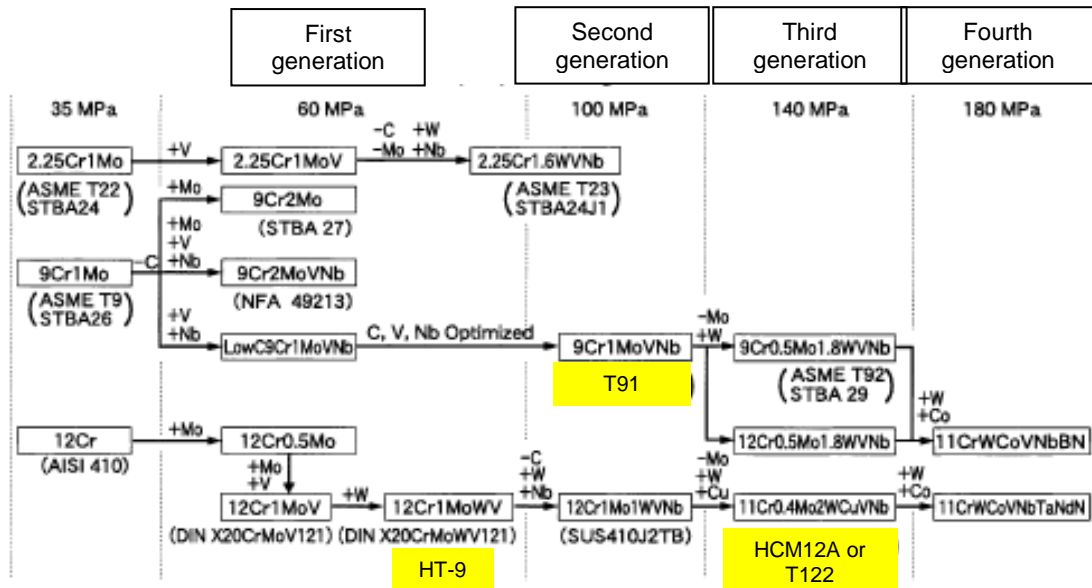 First
generation
Second
generation
Third
generation
Fourth
generation
35 MPa
60 MPa
100 MPa
140 MPa
180 MPa
2.25Cr1Mo
(ASME T22
STBA24)
+V
2.25Cr1MoV
-C +W
-Mo +Nb
2.25Cr1.6WVNb
(ASME T23
STBA24J1)
+Mo
9Cr2Mo
(STBA 27)
9Cr1Mo
(ASME T9
STBA26)
-C
+Mo
+V
+Nb
9Cr2MoVNb
(NFA 49213)
+V
+Nb
LowC9Cr1MoVNb
C, V, Nb Optimized
9Cr1MoVNb
T91
-Mo
+W
9Cr0.5Mo1.8WVNb
(ASME T92
STBA 29)
12Cr0.5Mo1.8WVNb
+W
+Co
11CrWCoVNbBN
12Cr
(AISI 410)
+Mo
12Cr0.5Mo
+Mo
+V
12Cr1MoV
(DIN X20CrMoV121)
+W
12Cr1MoWV
(DIN X20CrMoWV121)
HT-9
-C
+W
+Nb
12Cr1Mo1WVNb
(SUS410J2TB)
-Mo
+W
+Cu
11Cr0.4Mo2WCuVNb
HCM12A or
T122
+W
+Co
11CrWCoVNbTaNdN